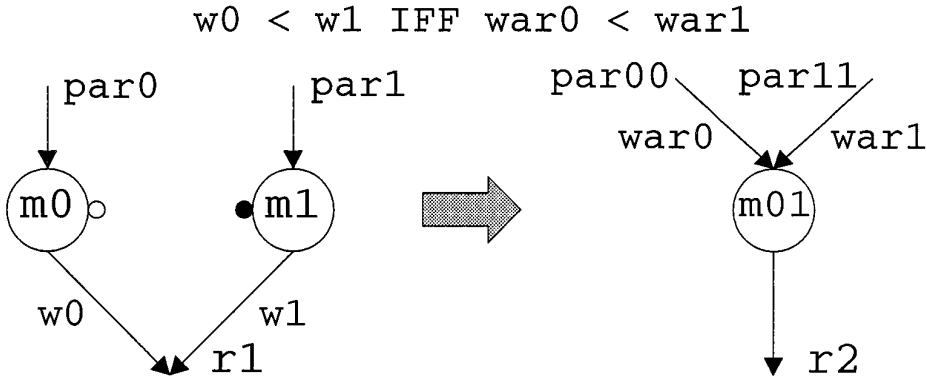 w0 < w1 IFF war0 < war1
par0 par1 par00 par11
war0 war1
m0 m1 m01
w0 w1
r1 r2